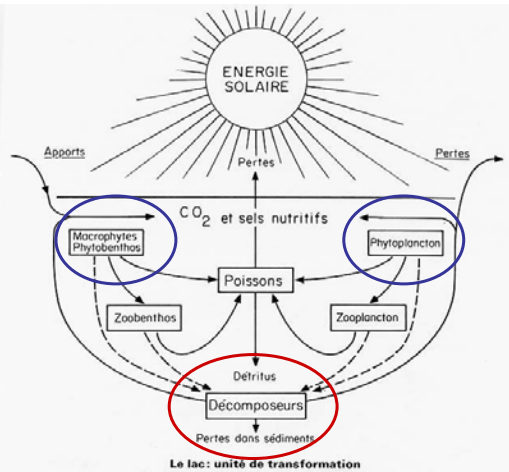 ENERGIE
SOLAIRE
Apports
Pertes
Pertes
CO2 et sels nutritifs
Macrophytes
Phytobenthos
Phytoplancton
Poissons
Zoobenthos
Zooplancton
Détritus
Décomposeurs
Pertes dans sédiments
Le lac: unité de transformation